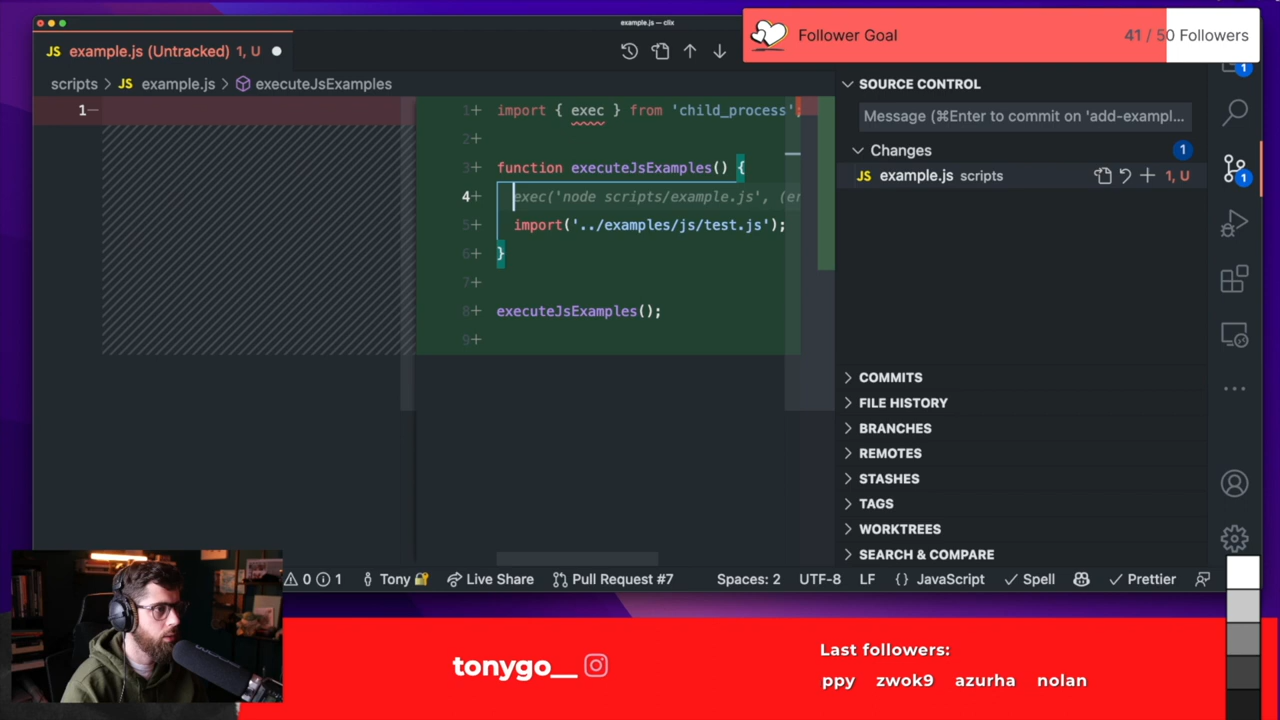 example.js — clix
Follower Goal
41 / 50 Followers
JS example.js (Untracked) 1, U
scripts > JS example.js > executeJsExamples
1—
1+ import { exec } from 'child_process';
2+
3+ function executeJsExamples() {
4+ exec('node scripts/example.js', (er
5+ import('../examples/js/test.js');
6+ }
7+
8+ executeJsExamples();
9+
SOURCE CONTROL
Message (⌘Enter to commit on 'add-exampl...
Changes 1
JS example.js scripts 1, U
COMMITS
FILE HISTORY
BRANCHES
REMOTES
STASHES
TAGS
WORKTREES
SEARCH & COMPARE
1
1
0 1 Tony Live Share Pull Request #7 Spaces: 2 UTF-8 LF {} JavaScript Spell Prettier
tonygo__
Last followers:
ppy zwok9 azurha nolan